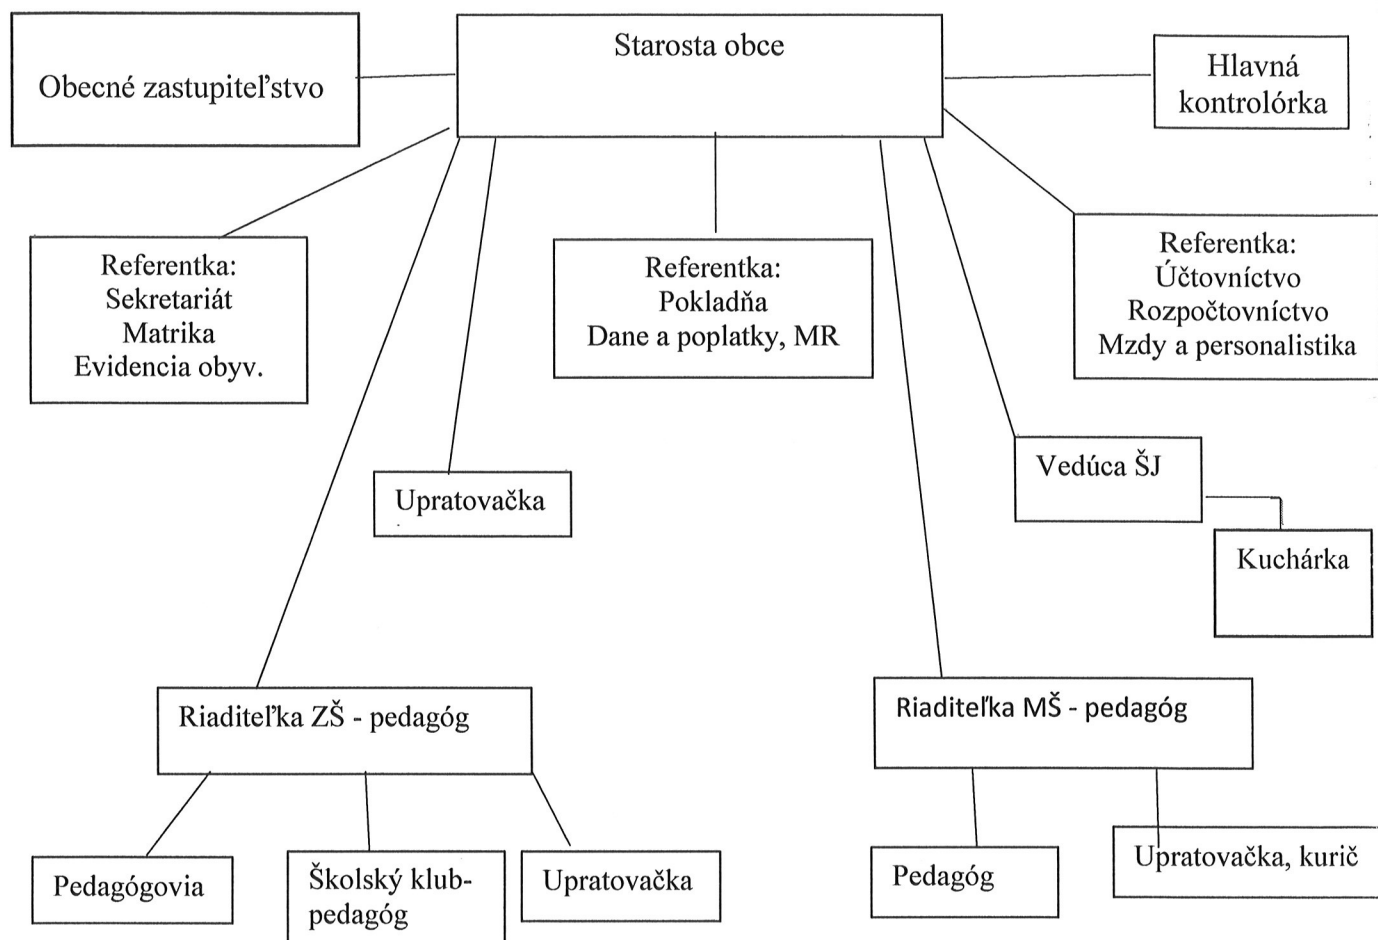 Starosta obce
Obecné zastupiteľstvo
Hlavná
kontrolórka
Referentka:
Sekretariát
Matrika
Evidencia obyv.
Referentka:
Pokladňa
Dane a poplatky, MR
Referentka:
Účtovníctvo
Rozpočtovníctvo
Mzdy a personalistika
Upratovačka
Vedúca ŠJ
Kuchárka
Riaditeľka ZŠ - pedagóg
Riaditeľka MŠ - pedagóg
Pedagógovia
Školský klub-
pedagóg
Upratovačka
Pedagóg
Upratovačka, kurič